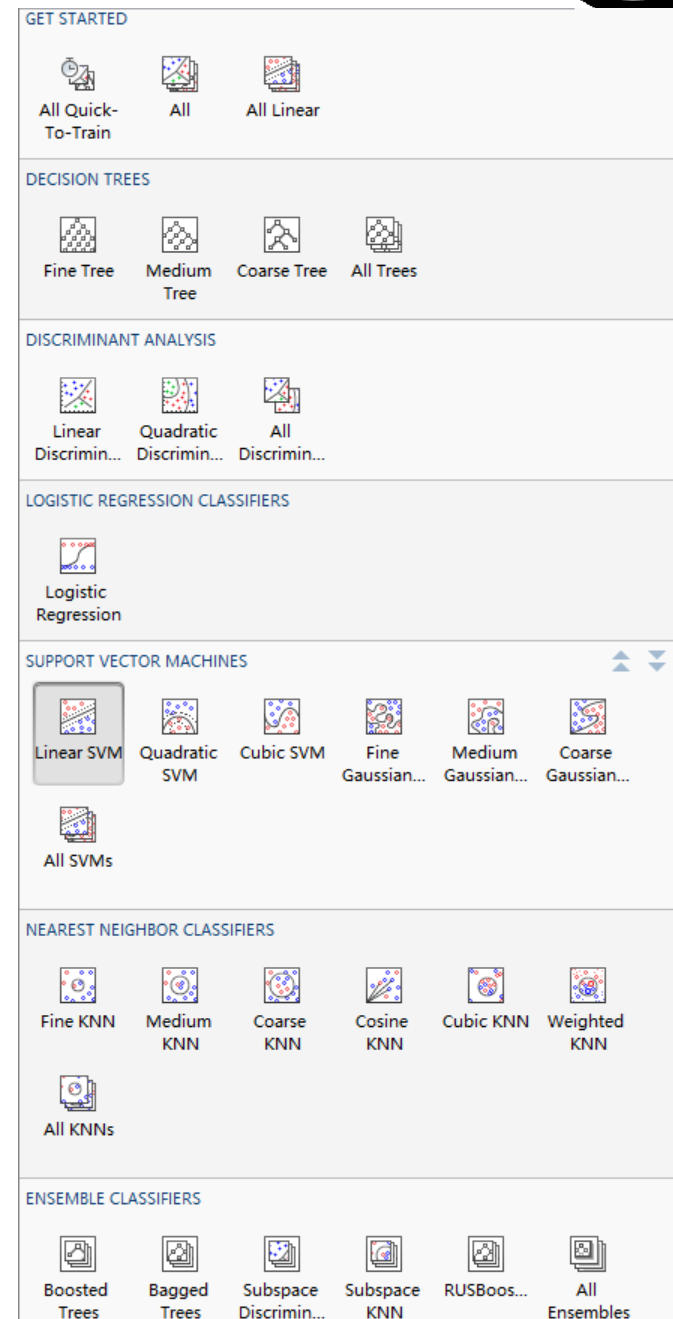 GET STARTED
All Quick-
To-Train
All
All Linear
DECISION TREES
Fine Tree
Medium
Tree
Coarse Tree
All Trees
DISCRIMINANT ANALYSIS
Linear
Discrimin...
Quadratic
Discrimin...
All
Discrimin...
LOGISTIC REGRESSION CLASSIFIERS
Logistic
Regression
SUPPORT VECTOR MACHINES
Linear SVM
Quadratic
SVM
Cubic SVM
Fine
Gaussian...
Medium
Gaussian...
Coarse
Gaussian...
All SVMs
NEAREST NEIGHBOR CLASSIFIERS
Fine KNN
Medium
KNN
Coarse
KNN
Cosine
KNN
Cubic KNN
Weighted
KNN
All KNNs
ENSEMBLE CLASSIFIERS
Boosted
Trees
Bagged
Trees
Subspace
Discrimin...
Subspace
KNN
RUSBoos...
All
Ensembles